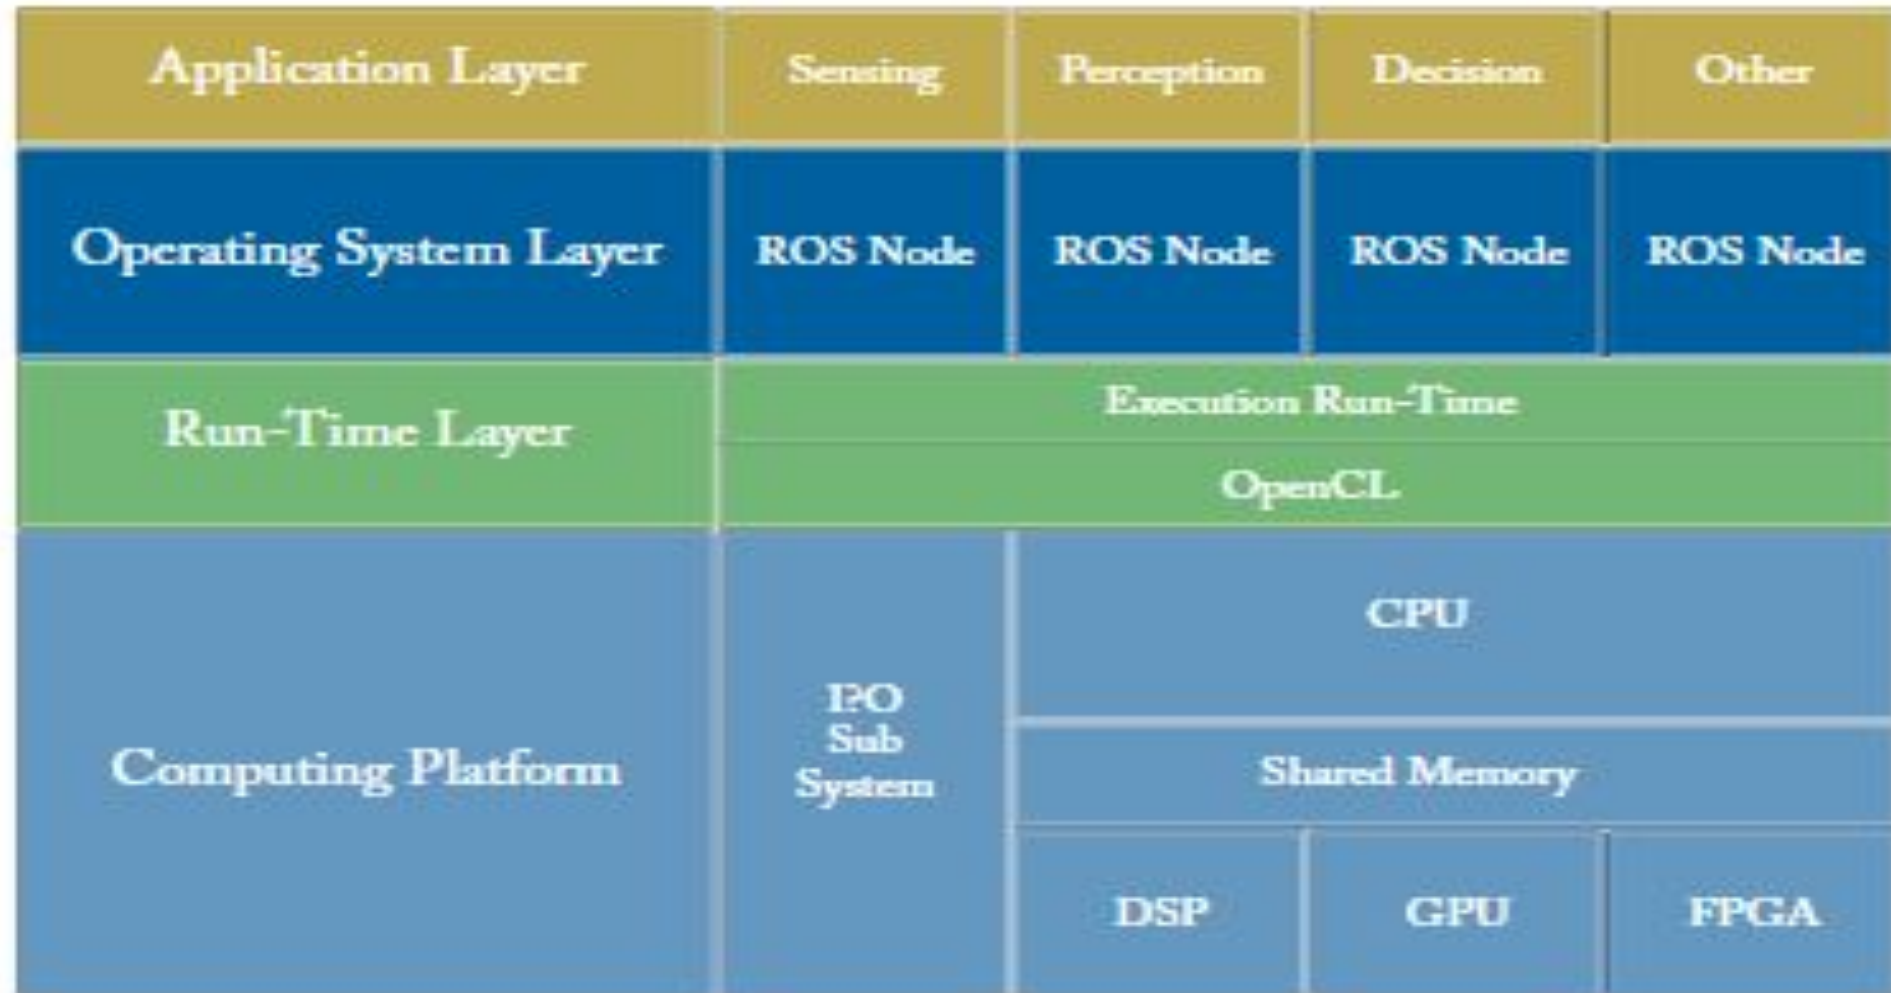 Application Layer
Sensing
Perception
Decision
Other
Operating System Layer
ROS Node
ROS Node
ROS Node
ROS Node
Run-Time Layer
Execution Run-Time
OpenCL
Computing Platform
I?O
Sub
System
CPU
Shared Memory
DSP
GPU
FPGA